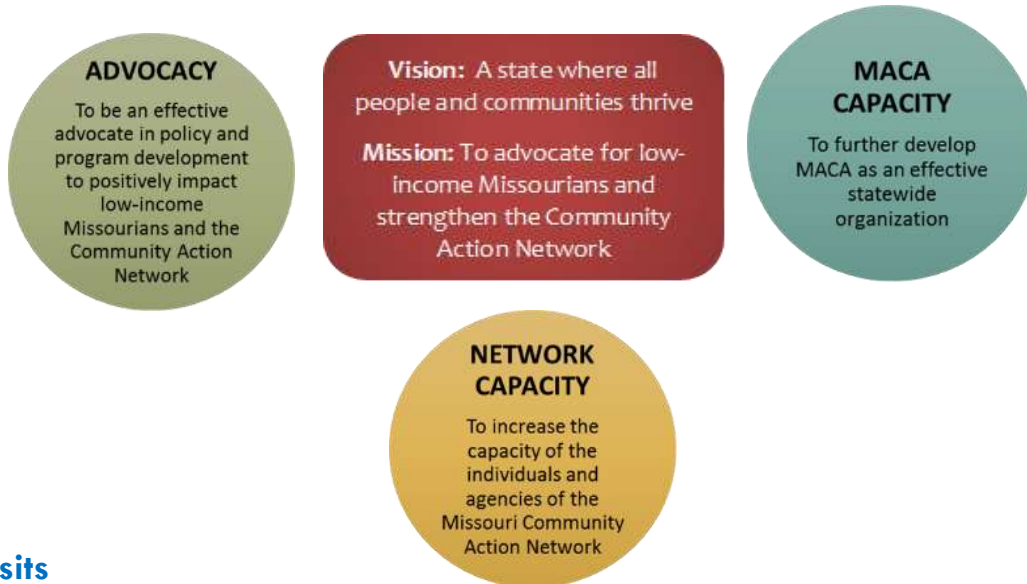 ADVOCACY
To be an effective
advocate in policy and
program development
to positively impact
low-income
Missourians and the
Community Action
Network
Vision: A state where all
people and communities thrive
Mission: To advocate for low-
income Missourians and
strengthen the Community
Action Network
MACA
CAPACITY
To further develop
MACA as an effective
statewide
organization
NETWORK
CAPACITY
To increase the
capacity of the
individuals and
agencies of the
Missouri Community
Action Network
sits